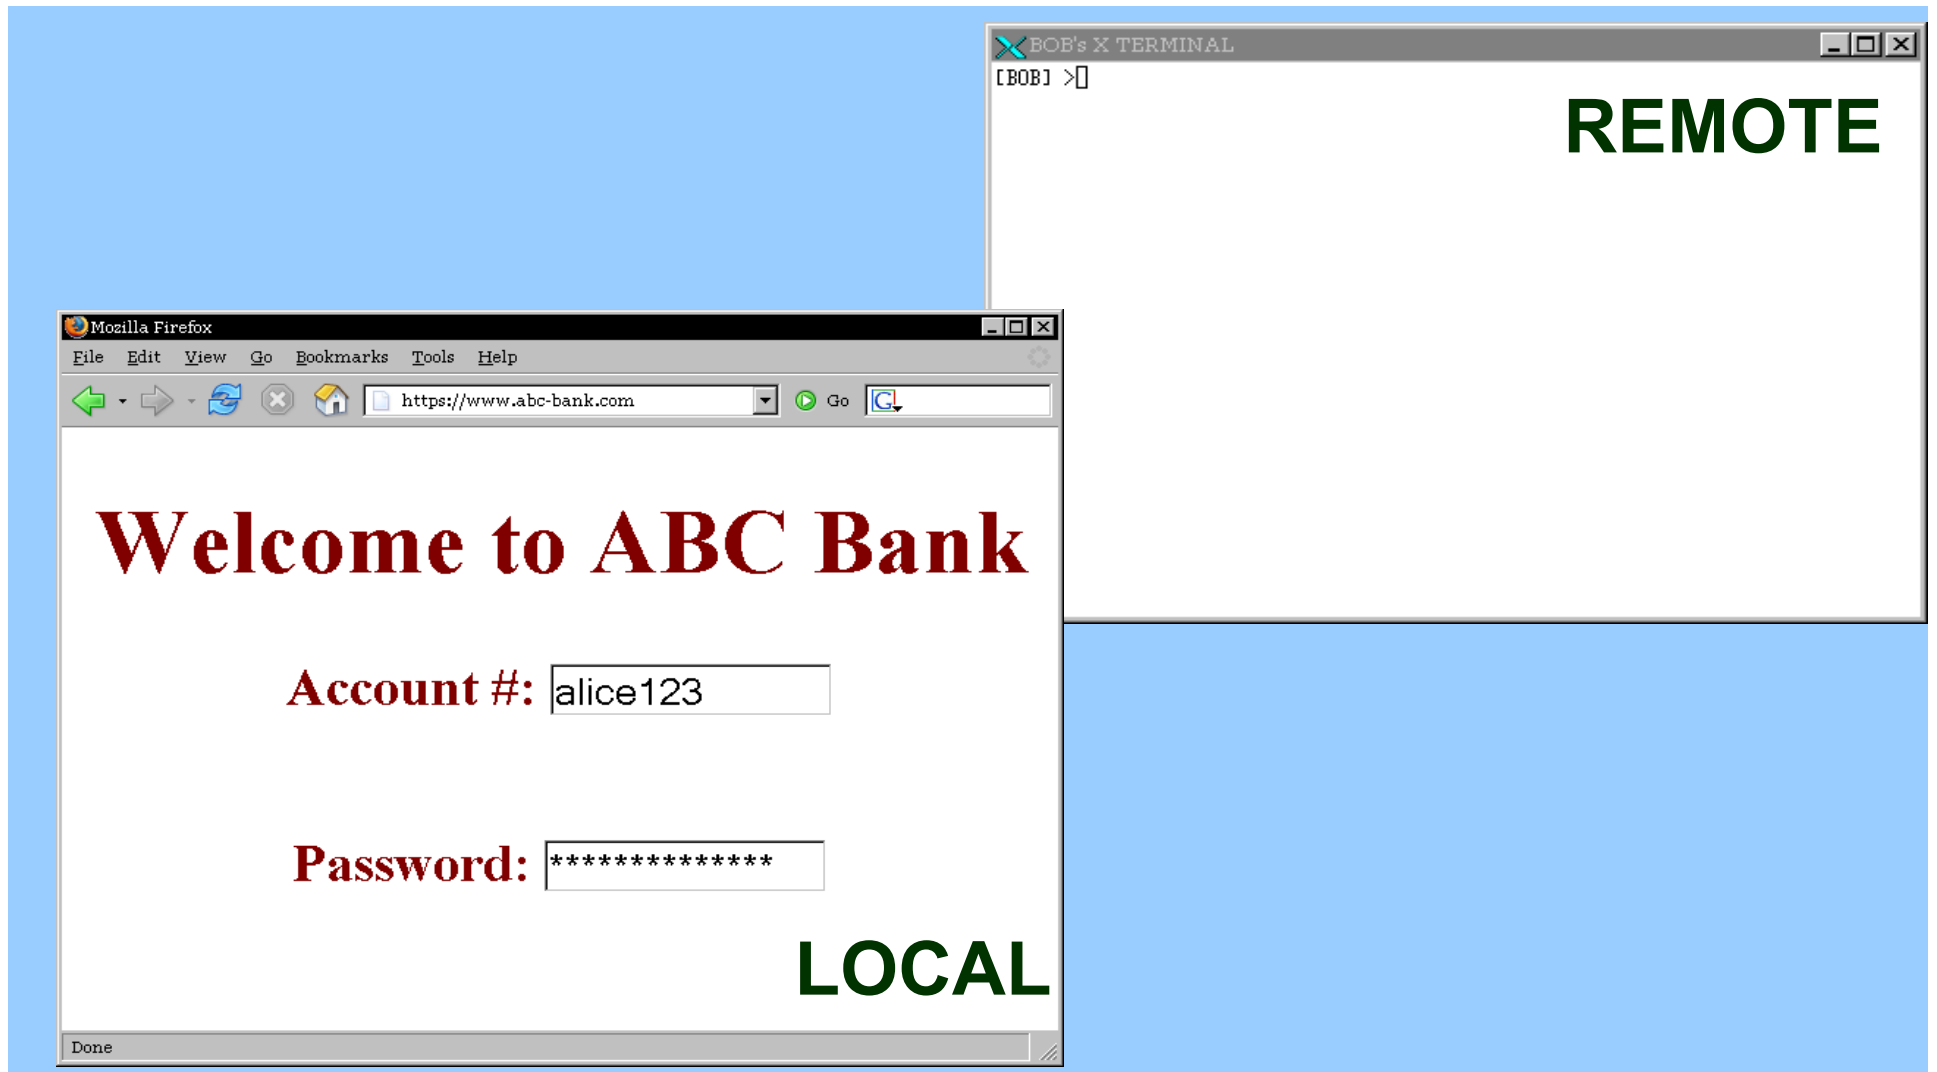 BOB's X TERMINAL
[BOB] >
REMOTE
Mozilla Firefox
File Edit View Go Bookmarks Tools Help
https://www.abc-bank.com Go G
Welcome to ABC Bank
Account #: alice123
Password: **************
LOCAL
Done